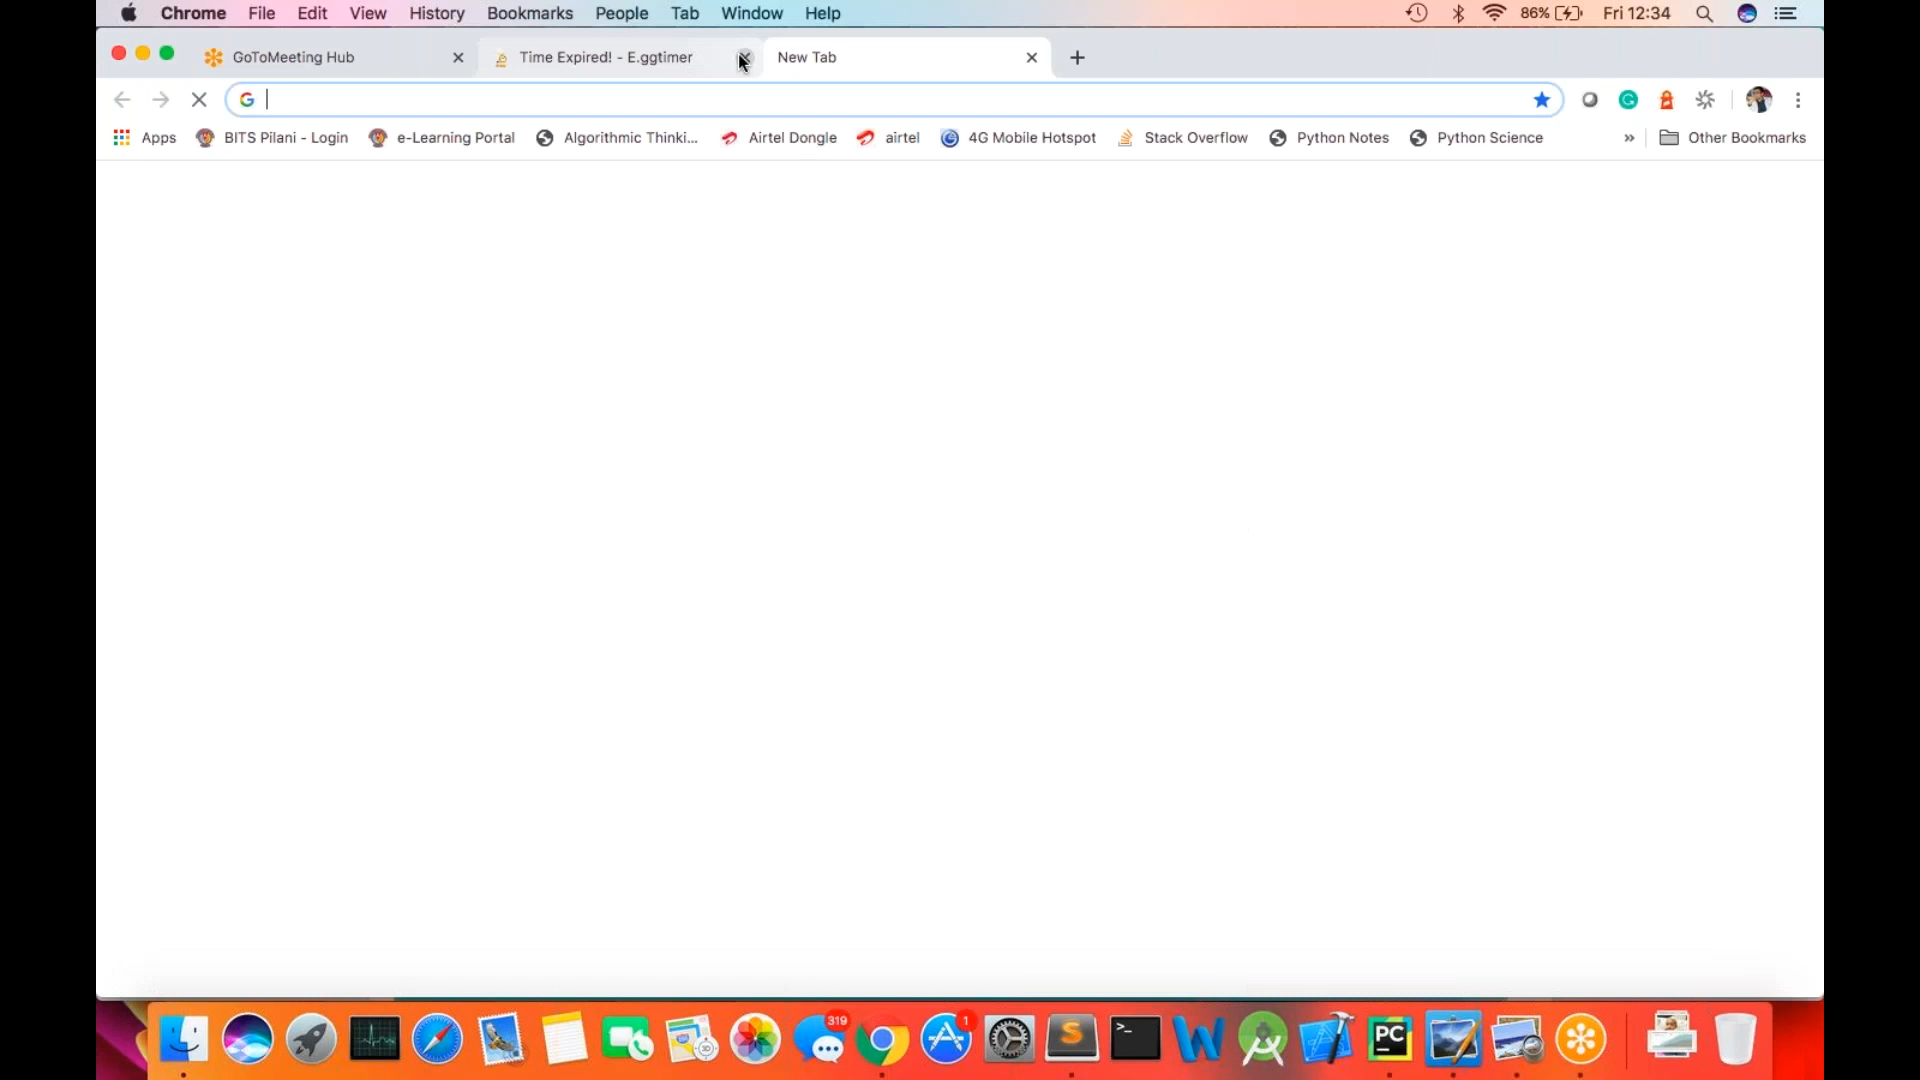 Chrome File Edit View History Bookmarks People Tab Window Help 86% Fri 12:34
GoToMeeting Hub Time Expired! - E.ggtimer New Tab
Apps BITS Pilani - Login e-Learning Portal Algorithmic Thinki... Airtel Dongle airtel 4G Mobile Hotspot Stack Overflow Python Notes Python Science » Other Bookmarks
319 1 S >_ W PC